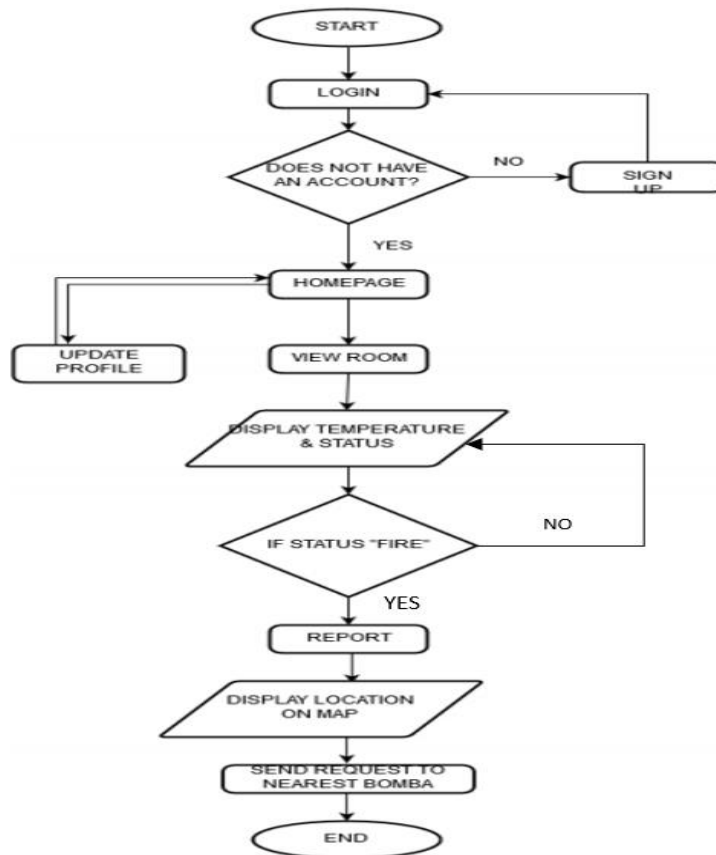 START
LOGIN
DOES NOT HAVE
AN ACCOUNT?
NO
SIGN
UP
YES
HOMEPAGE
UPDATE
PROFILE
VIEW ROOM
DISPLAY TEMPERATURE
& STATUS
IF STATUS "FIRE"
NO
YES
REPORT
DISPLAY LOCATION
ON MAP
SEND REQUEST TO
NEAREST BOMBA
END